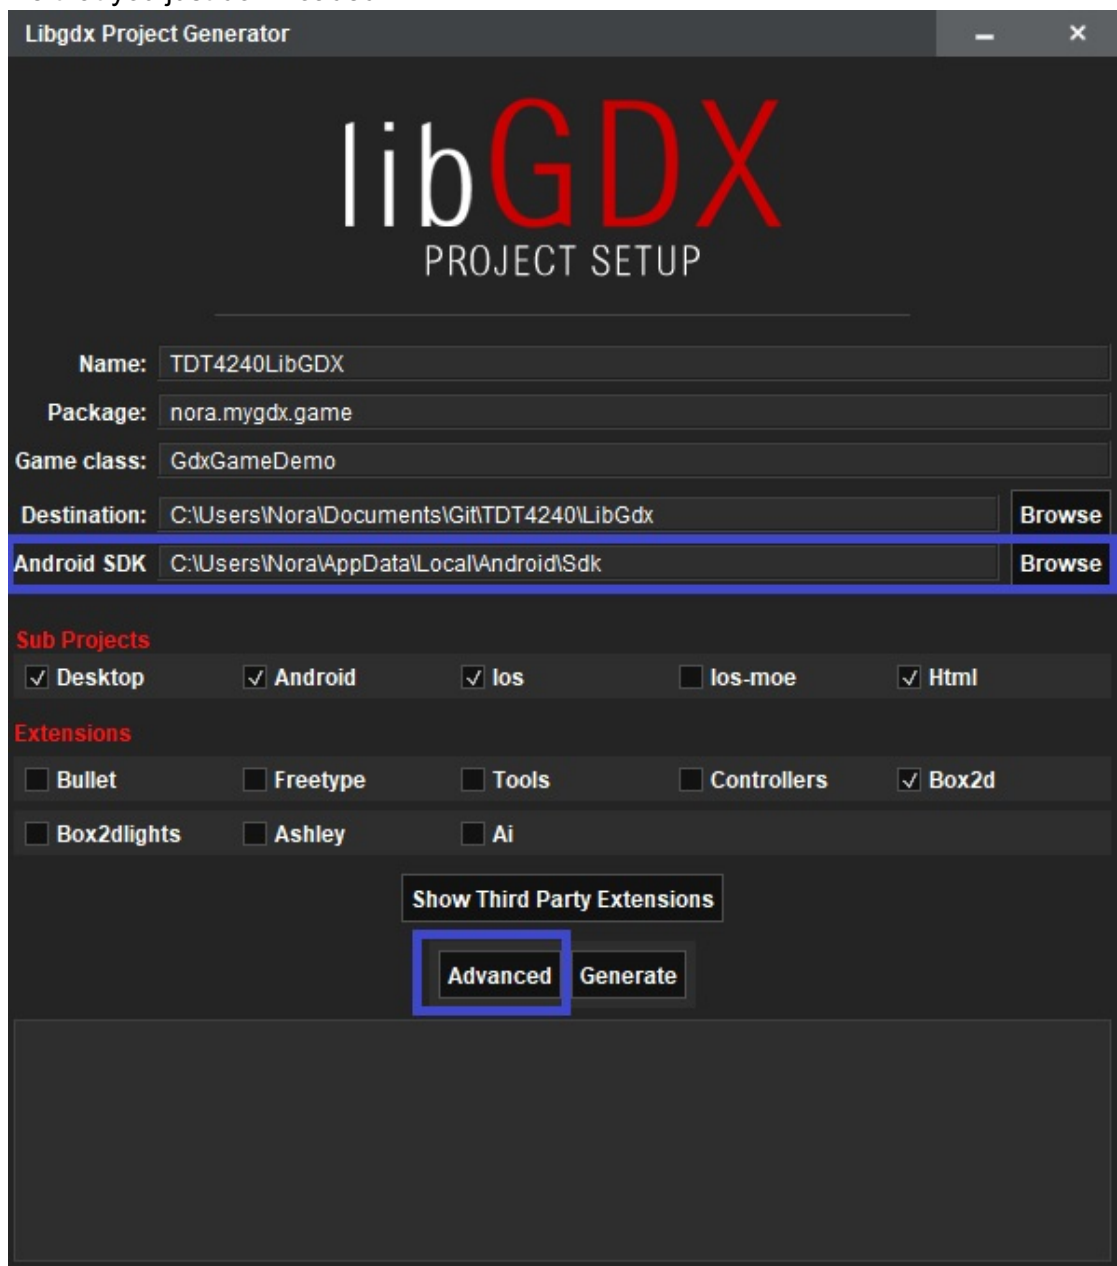 Libgdx Project Generator
libGDX
PROJECT SETUP
Name: TDT4240LibGDX
Package: nora.mygdx.game
Game class: GdxGameDemo
Destination: C:\Users\Nora\Documents\Git\TDT4240\LibGdx Browse
Android SDK C:\Users\Nora\AppData\Local\Android\Sdk Browse
Sub Projects
Desktop Android Ios Ios-moe Html
Extensions
Bullet Freetype Tools Controllers Box2d
Box2dlights Ashley Ai
Show Third Party Extensions
Advanced Generate